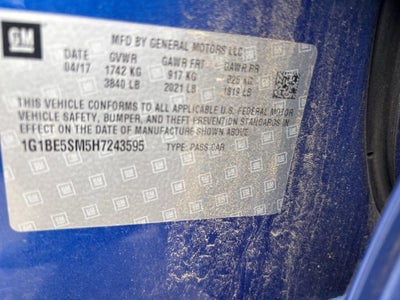 GM
MFD BY GENERAL MOTORS LLC
DATE GVWR GAWR FRT GAWR RR
04/17 1742 KG 917 KG 825 KG
3840 LB 2021 LB 1819 LB
THIS VEHICLE CONFORMS TO ALL APPLICABLE U.S. FEDERAL MOTOR
VEHICLE SAFETY, BUMPER, AND THEFT PREVENTION STANDARDS IN
EFFECT ON THE DATE OF MANUFACTURE SHOWN ABOVE.
1G1BE5SM5H7243595 TYPE: PASS CAR